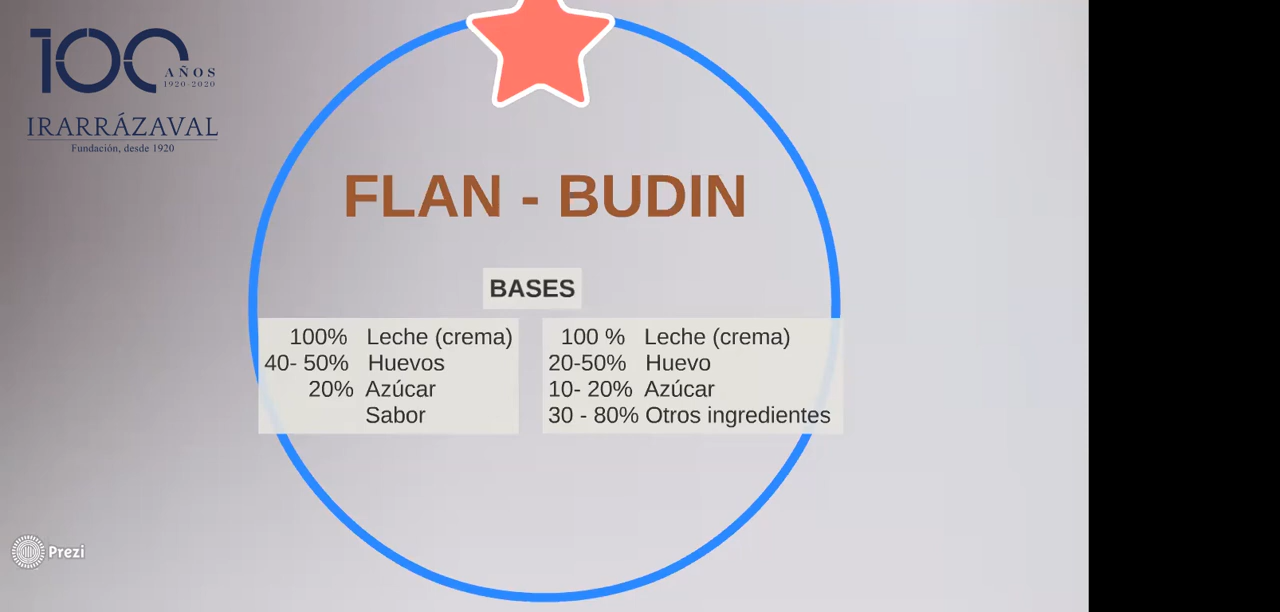 100
AÑOS
1920-2020
IRARRÁZAVAL
Fundación, desde 1920
FLAN - BUDIN
BASES
100% Leche (crema)
40- 50% Huevos
20% Azúcar
Sabor
100 % Leche (crema)
20-50% Huevo
10- 20% Azúcar
30 - 80% Otros ingredientes
Prezi